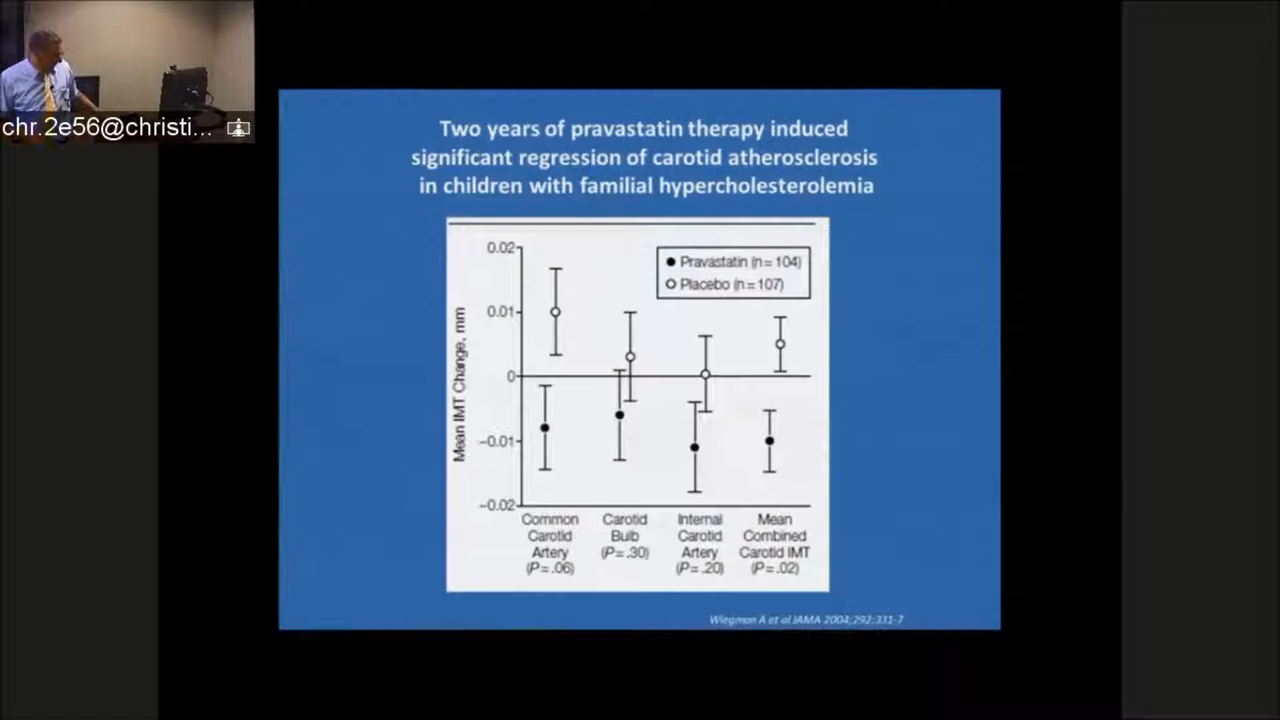 chr.2e56@christi...
Two years of pravastatin therapy induced
significant regression of carotid atherosclerosis
in children with familial hypercholesterolemia
Mean IMT Change, mm
0.02
0.01
0
−0.01
−0.02
Pravastatin (n=104)
Placebo (n=107)
Common
Carotid
Artery
(P=.06)
Carotid
Bulb
(P=.30)
Internal
Carotid
Artery
(P=.20)
Mean
Combined
Carotid IMT
(P=.02)
Wiegman A et al JAMA 2004;292:331-7